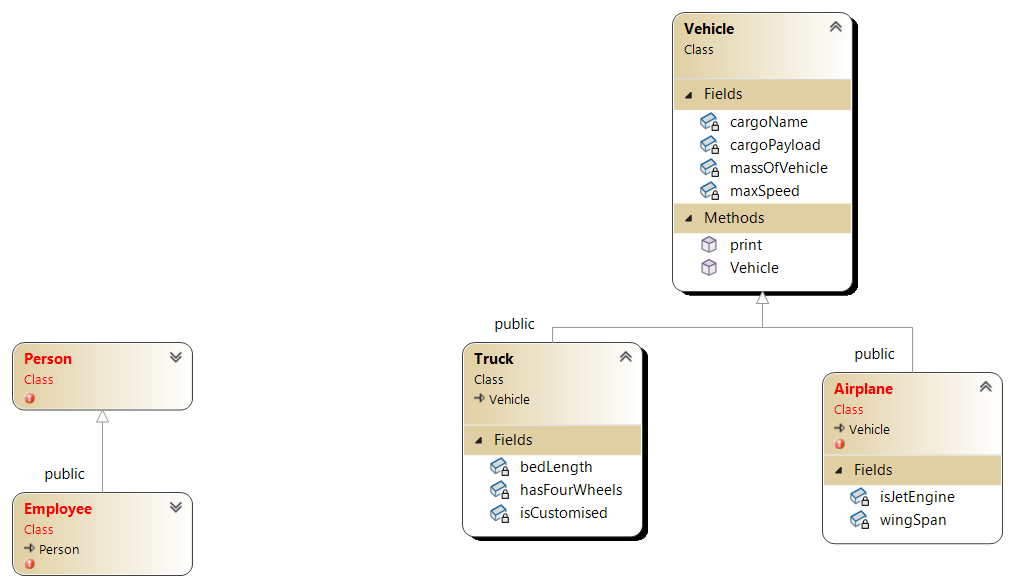 Vehicle
Class
Fields
cargoName
cargoPayload
massOfVehicle
maxSpeed
Methods
print
Vehicle
public
public
Truck
Class
Vehicle
Fields
bedLength
hasFourWheels
isCustomised
Airplane
Class
Vehicle
Fields
isJetEngine
wingSpan
Person
Class
public
Employee
Class
Person